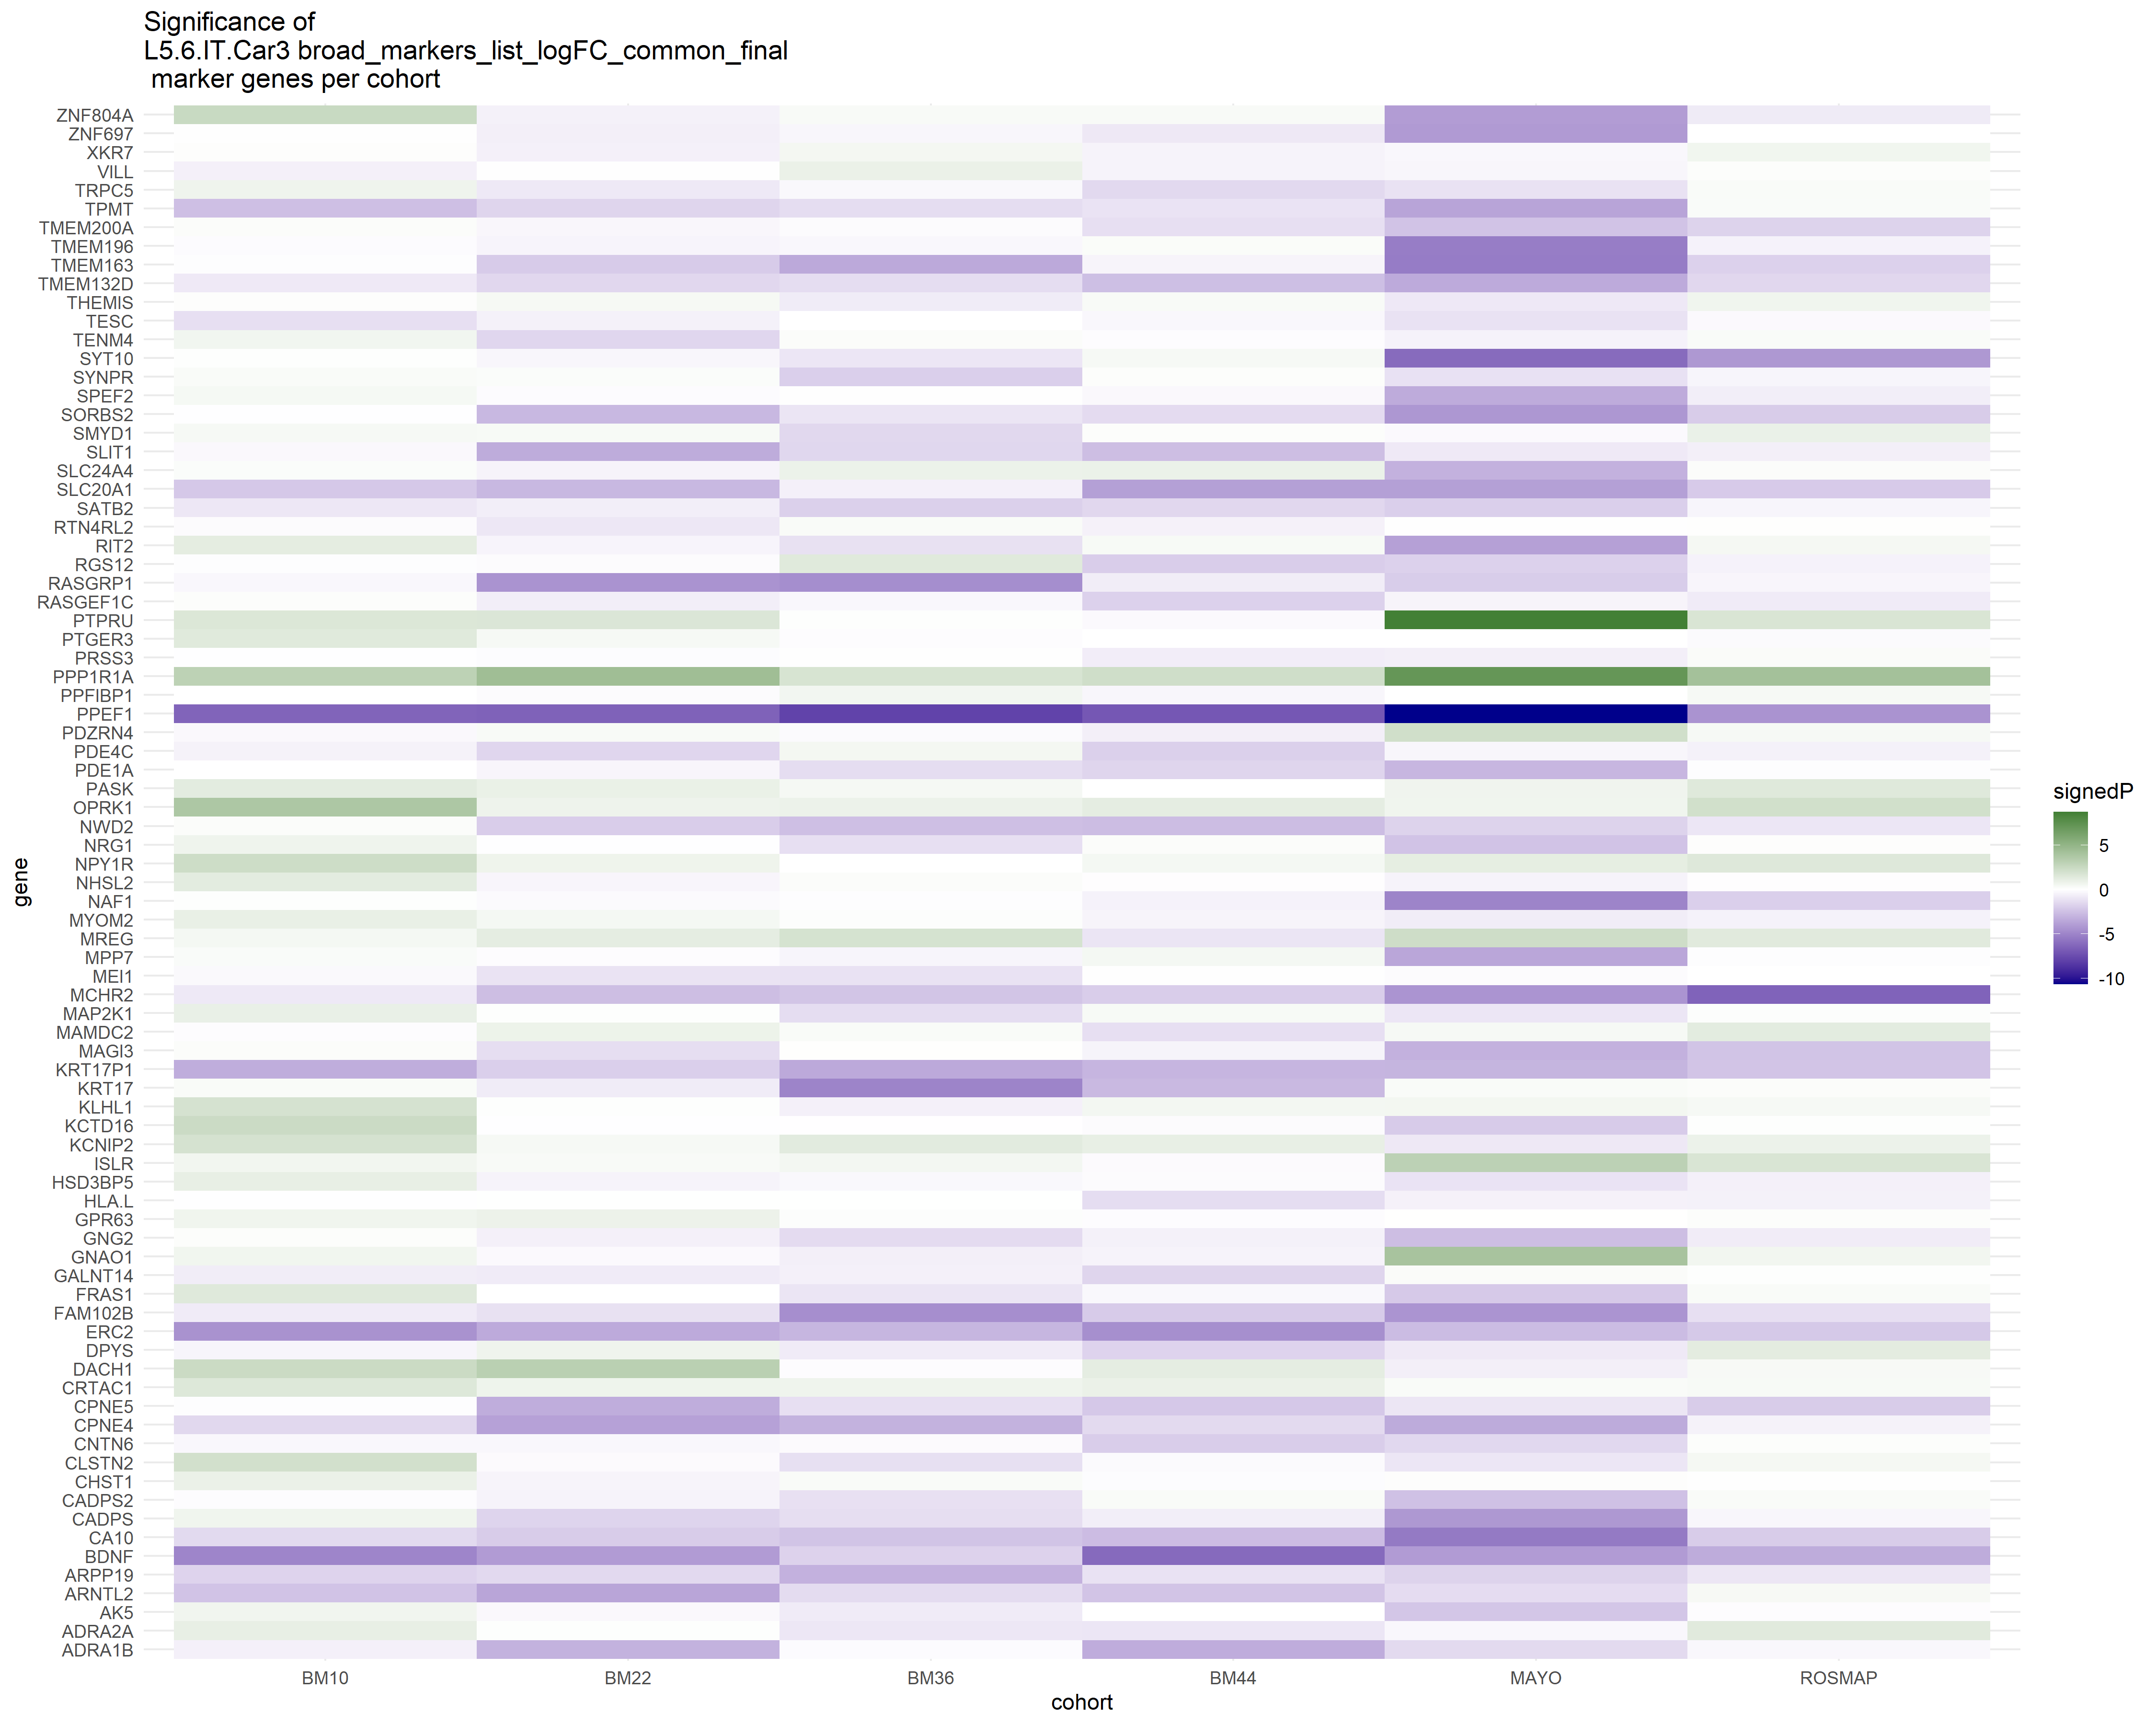 Significance of
L5.6.IT.Car3 broad_markers_list_logFC_common_final
marker genes per cohort
gene
ZNF804A
ZNF697
XKR7
VILL
TRPC5
TPMT
TMEM200A
TMEM196
TMEM163
TMEM132D
THEMIS
TESC
TENM4
SYT10
SYNPR
SPEF2
SORBS2
SMYD1
SLIT1
SLC24A4
SLC20A1
SATB2
RTN4RL2
RIT2
RGS12
RASGRP1
RASGEF1C
PTPRU
PTGER3
PRSS3
PPP1R1A
PPFIBP1
PPEF1
PDZRN4
PDE4C
PDE1A
PASK
OPRK1
NWD2
NRG1
NPY1R
NHSL2
NAF1
MYOM2
MREG
MPP7
MEI1
MCHR2
MAP2K1
MAMDC2
MAGI3
KRT17P1
KRT17
KLHL1
KCTD16
KCNIP2
ISLR
HSD3BP5
HLA.L
GPR63
GNG2
GNAO1
GALNT14
FRAS1
FAM102B
ERC2
DPYS
DACH1
CRTAC1
CPNE5
CPNE4
CNTN6
CLSTN2
CHST1
CADPS2
CADPS
CA10
BDNF
ARPP19
ARNTL2
AK5
ADRA2A
ADRA1B
BM10 BM22 BM36 BM44 MAYO ROSMAP
cohort
signedP
5
0
-5
-10